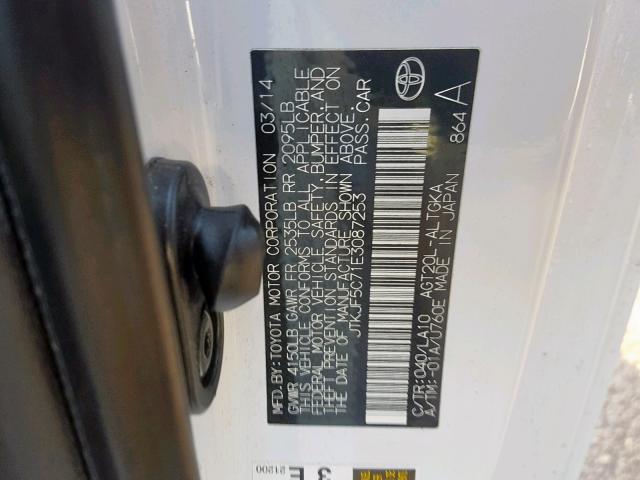 MFD.BY:TOYOTA MOTOR CORPORATION 03/14
GVWR 4150LB GAWR FR 2535LB RR 2095LB
THIS VEHICLE CONFORMS TO ALL APPLICABLE
FEDERAL MOTOR VEHICLE SAFETY,BUMPER,AND
THEFT PREVENTION STANDARDS IN EFFECT ON
THE DATE OF MANUFACTURE SHOWN ABOVE.
JTKJF5C71E3087253 PASS.CAR
C/TR:040/LA10 AGT20L-ALTGKA
A/TM:-01A/U760E MADE IN JAPAN
864 A
21200